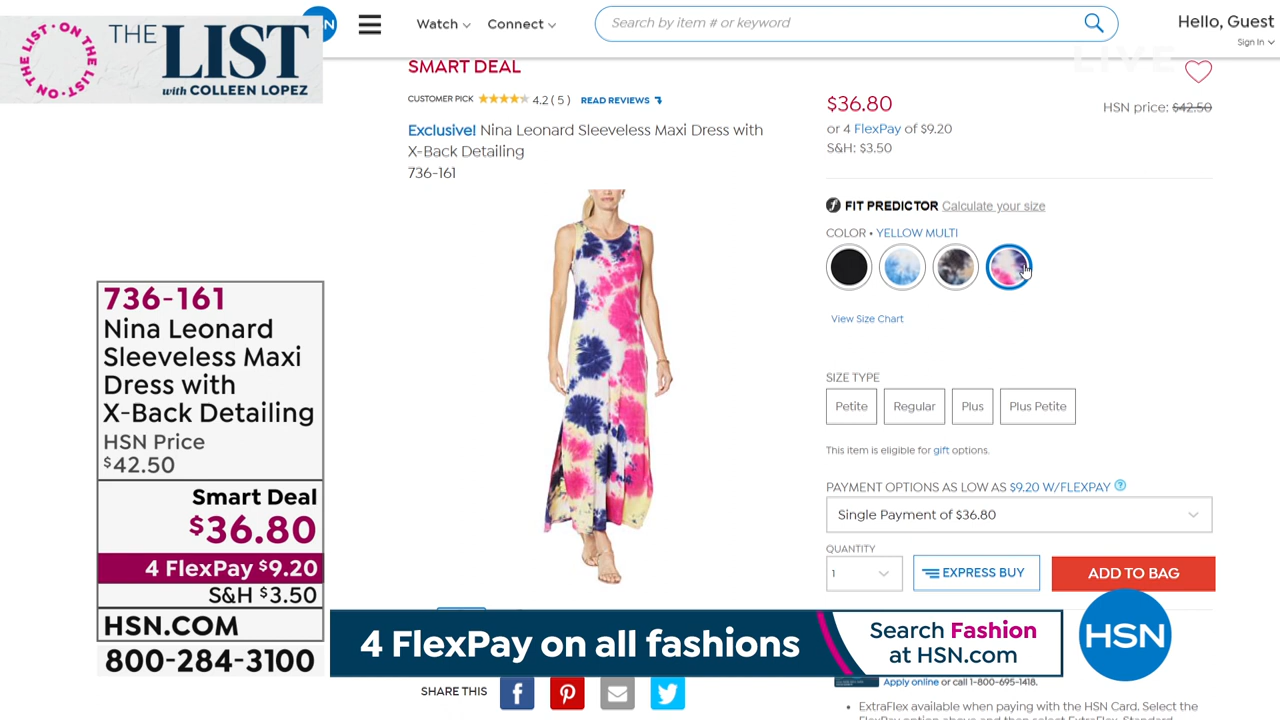 ON THE LIST • ON THE LIST •
THE LIST
with COLLEEN LOPEZ
Watch
Connect
Search by item # or keyword
Hello, Guest
Sign In
LIVE
SMART DEAL
CUSTOMER PICK 4.2 ( 5 ) READ REVIEWS
Exclusive! Nina Leonard Sleeveless Maxi Dress with
X-Back Detailing
736-161
$36.80
HSN price: $42.50
or 4 FlexPay of $9.20
S&H: $3.50
FIT PREDICTOR Calculate your size
COLOR • YELLOW MULTI
View Size Chart
SIZE TYPE
Petite
Regular
Plus
Plus Petite
This item is eligible for gift options.
PAYMENT OPTIONS AS LOW AS $9.20 W/FLEXPAY ?
Single Payment of $36.80
QUANTITY
1
EXPRESS BUY
ADD TO BAG
736-161
Nina Leonard
Sleeveless Maxi
Dress with
X-Back Detailing
HSN Price
$42.50
Smart Deal
$36.80
4 FlexPay $9.20
S&H $3.50
HSN.COM
800-284-3100
4 FlexPay on all fashions
Search Fashion
at HSN.com
HSN
SHARE THIS
Apply online or call 1-800-695-1418.
• ExtraFlex available when paying with the HSN Card. Select the